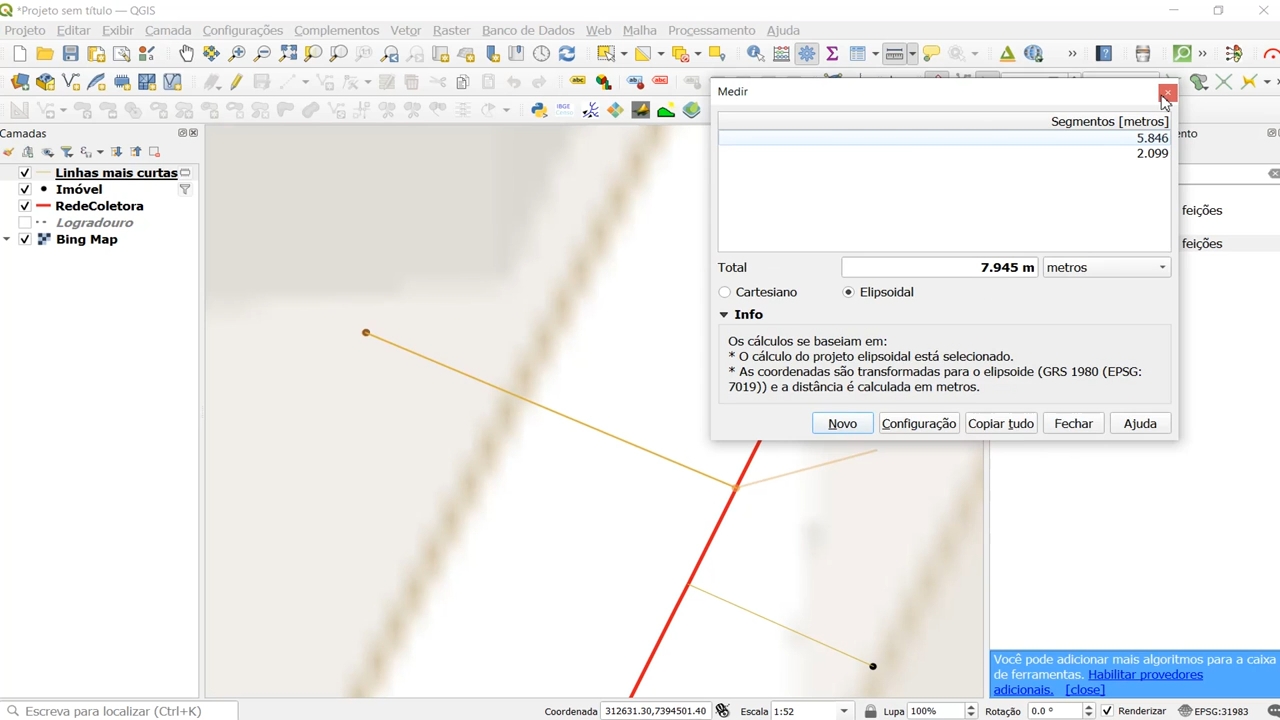 *Projeto sem título — QGIS
Projeto Editar Exibir Camada Configurações Complementos Vetor Raster Banco de Dados Web Malha Processamento Ajuda
Medir
Segmentos [metros]
5.846
2.099
Total 7.945 m metros
Cartesiano Elipsoidal
Info
Os cálculos se baseiam em:
* O cálculo do projeto elipsoidal está selecionado.
* As coordenadas são transformadas para o elipsoide (GRS 1980 (EPSG:
7019)) e a distância é calculada em metros.
Novo Configuração Copiar tudo Fechar Ajuda
Camadas
Linhas mais curtas
Imóvel
RedeColetora
Logradouro
Bing Map
nto
feições
feições
Você pode adicionar mais algoritmos para a caixa
de ferramentas. Habilitar provedores
adicionais. [close]
Escreva para localizar (Ctrl+K) Coordenada 312631.30,7394501.40 Escala 1:52 Lupa 100% Rotação 0.0 ° Renderizar EPSG:31983